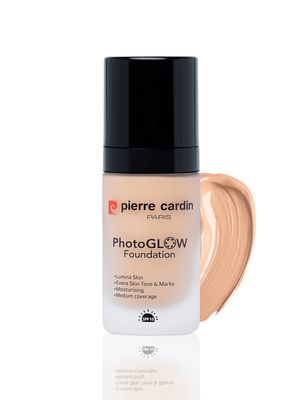 pierre cardin
PARIS
PhotoGLOW
Foundation
•Lumina Skin
•Evens Skin Tone & Marks
•Moisturising
•Medium coverage
SPF 15